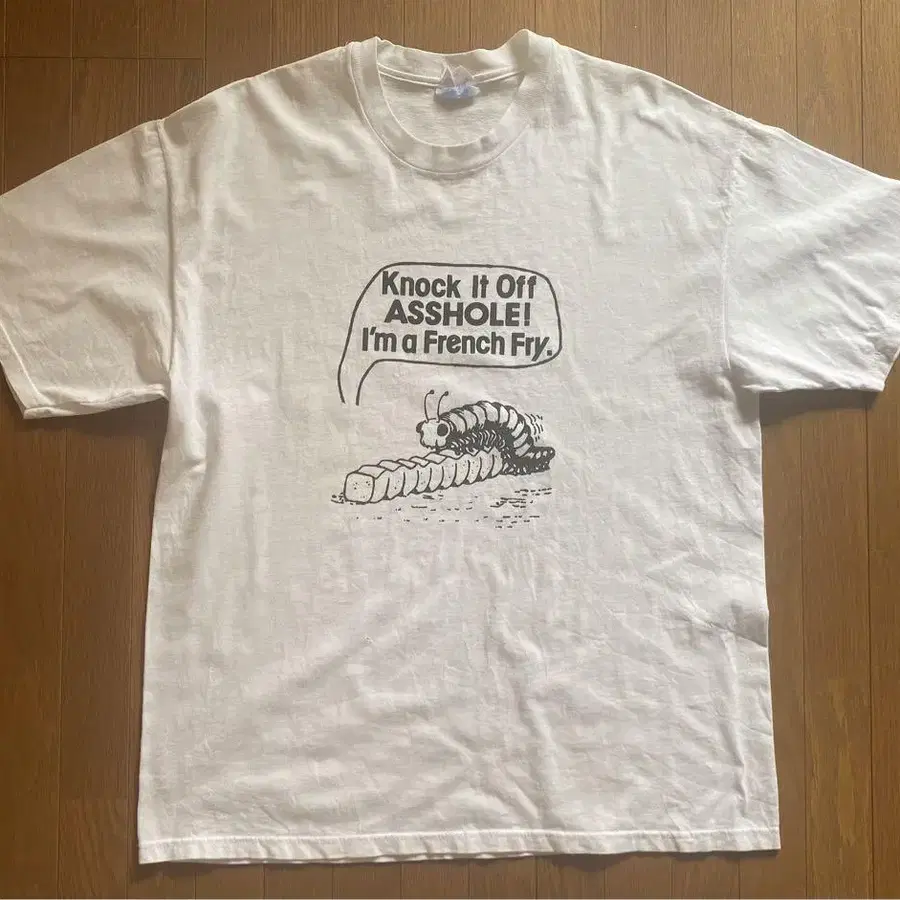 Knock It Off
ASSHOLE!
I'm a French Fry.